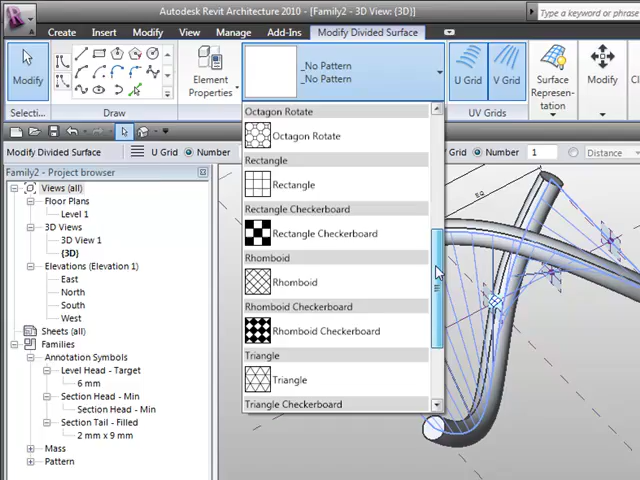 Autodesk Revit Architecture 2010 - [Family2 - 3D View: {3D}]
Type a keyword or phrase
Create Insert Modify View Manage Add-Ins Modify Divided Surface
Modify
Element Properties
_No Pattern
_No Pattern
U Grid
V Grid
Surface Representation
Modify
Selecti...
Draw
UV Grids
Modify Divided Surface
U Grid
Number
Grid
Number
1
Distance
Family2 - Project browser
Views (all)
Floor Plans
Level 1
3D Views
3D View 1
{3D}
Elevations (Elevation 1)
East
North
South
West
Sheets (all)
Families
Annotation Symbols
Level Head - Target
6 mm
Section Head - Min
Section Head - Min
Section Tail - Filled
2 mm x 9 mm
Mass
Pattern
Octagon Rotate
Octagon Rotate
Rectangle
Rectangle
Rectangle Checkerboard
Rectangle Checkerboard
Rhomboid
Rhomboid
Rhomboid Checkerboard
Rhomboid Checkerboard
Triangle
Triangle
Triangle Checkerboard
EQ